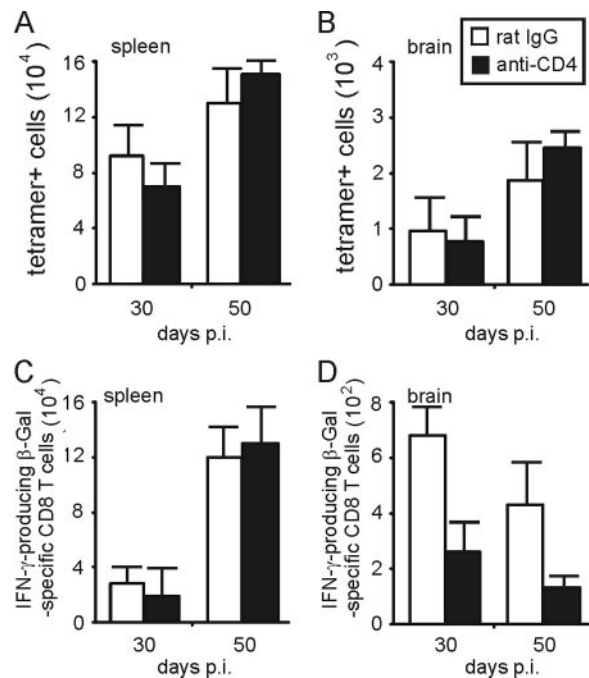 A
spleen
tetramer+ cells (10⁴)
16
12
8
4
0
30
50
days p.i.
B
brain
rat IgG
anti-CD4
tetramer+ cells (10³)
4
3
2
1
0
30
50
days p.i.
C
spleen
IFN-γ-producing β-Gal
-specific CD8 T cells (10⁴)
16
12
8
4
0
30
50
days p.i.
D
brain
IFN-γ-producing β-Gal
-specific CD8 T cells (10²)
8
6
4
2
0
30
50
days p.i.